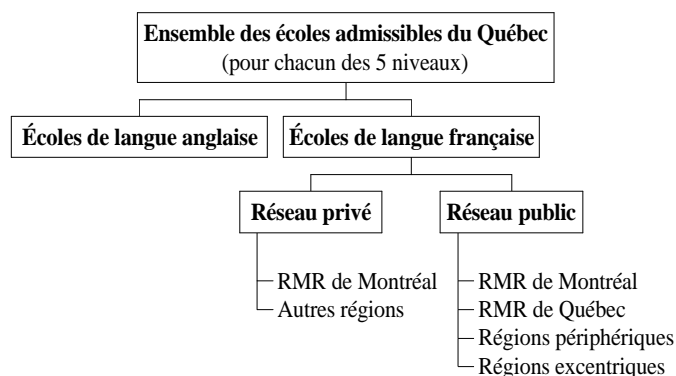 Ensemble des écoles admissibles du Québec
(pour chacun des 5 niveaux)
Écoles de langue anglaise
Écoles de langue française
Réseau privé
RMR de Montréal
Autres régions
Réseau public
RMR de Montréal
RMR de Québec
Régions périphériques
Régions excentriques